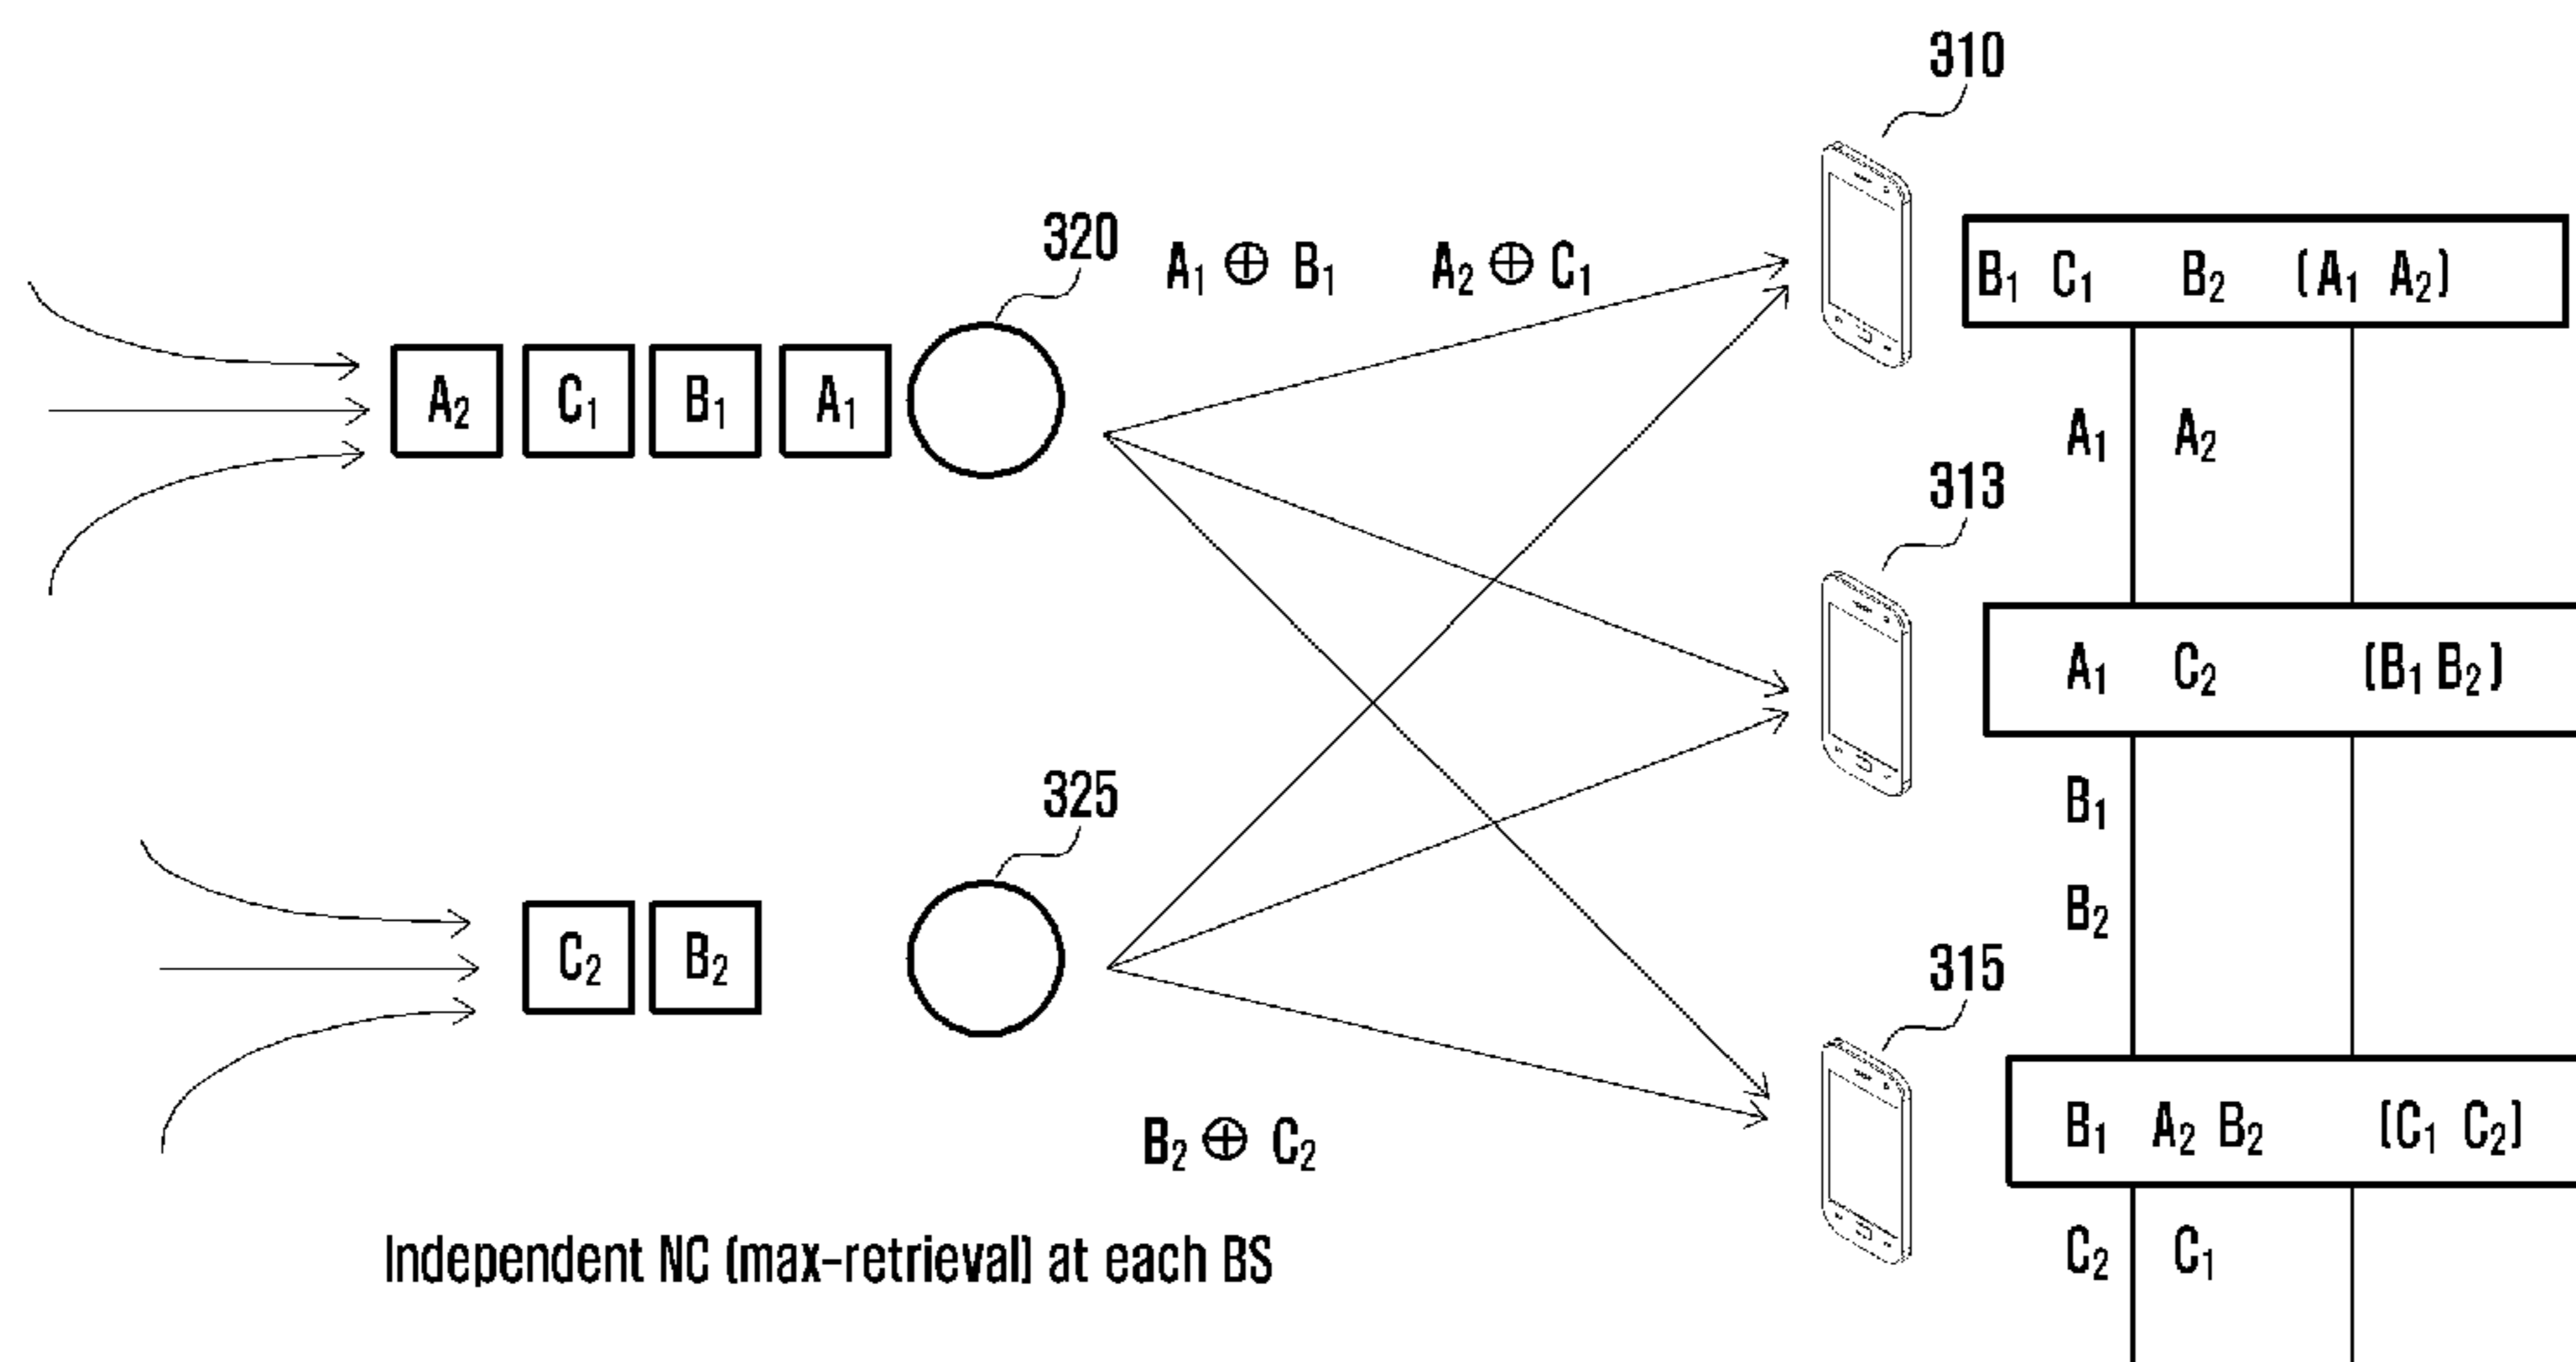 310
320
A₁ ⊕ B₁ A₂ ⊕ C₁
B₁ C₁ B₂ (A₁ A₂)
A₂ C₁ B₁ A₁
A₁ A₂
313
A₁ C₂ (B₁ B₂)
325
B₁
B₂
C₂ B₂
315
B₂ ⊕ C₂
B₁ A₂ B₂ (C₁ C₂)
Independent NC (max-retrieval) at each BS
C₂ C₁